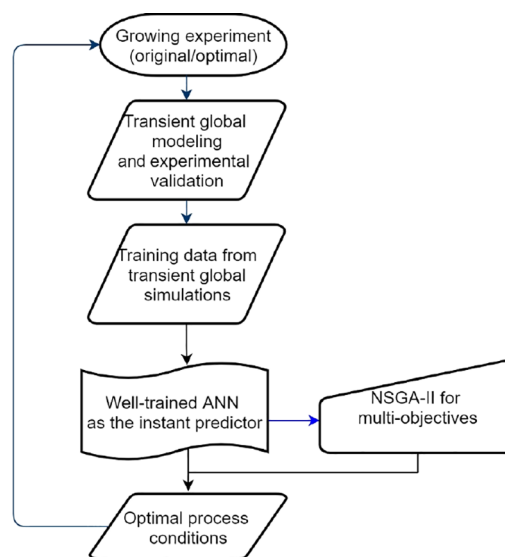 Growing experiment
(original/optimal)
Transient global
modeling
and experimental
validation
Training data from
transient global
simulations
Well-trained ANN
as the instant predictor
NSGA-II for
multi-objectives
Optimal process
conditions